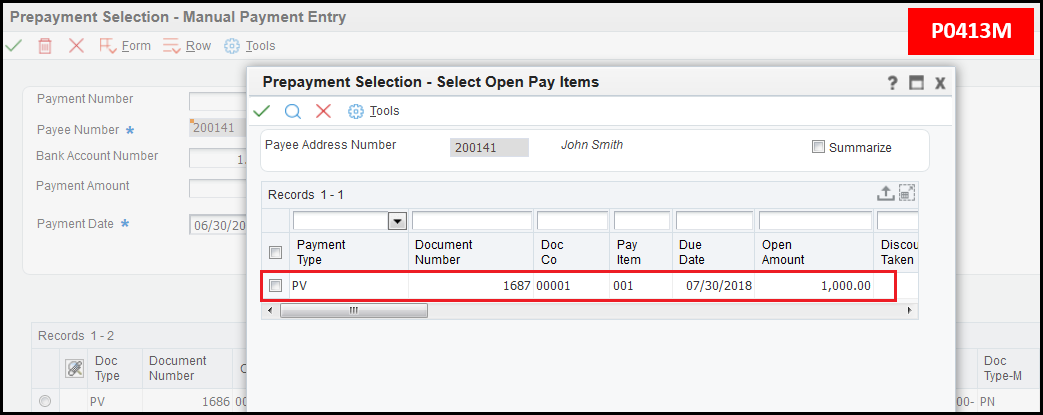 Prepayment Selection - Manual Payment Entry
P0413M
Form Row Tools
Prepayment Selection - Select Open Pay Items
? X
Payment Number
Payee Number * 200141
Bank Account Number 1.
Payment Amount
Payment Date * 06/30/20
Tools
Payee Address Number 200141 John Smith Summarize
Records 1 - 1
Payment Type
Document Number
Doc Co
Pay Item
Due Date
Open Amount
Discou
Taken
PV 1687 00001 001 07/30/2018 1,000.00
Records 1 - 2
Doc Type
Document Number
Doc Type-M
PV 1686 00 00- PN